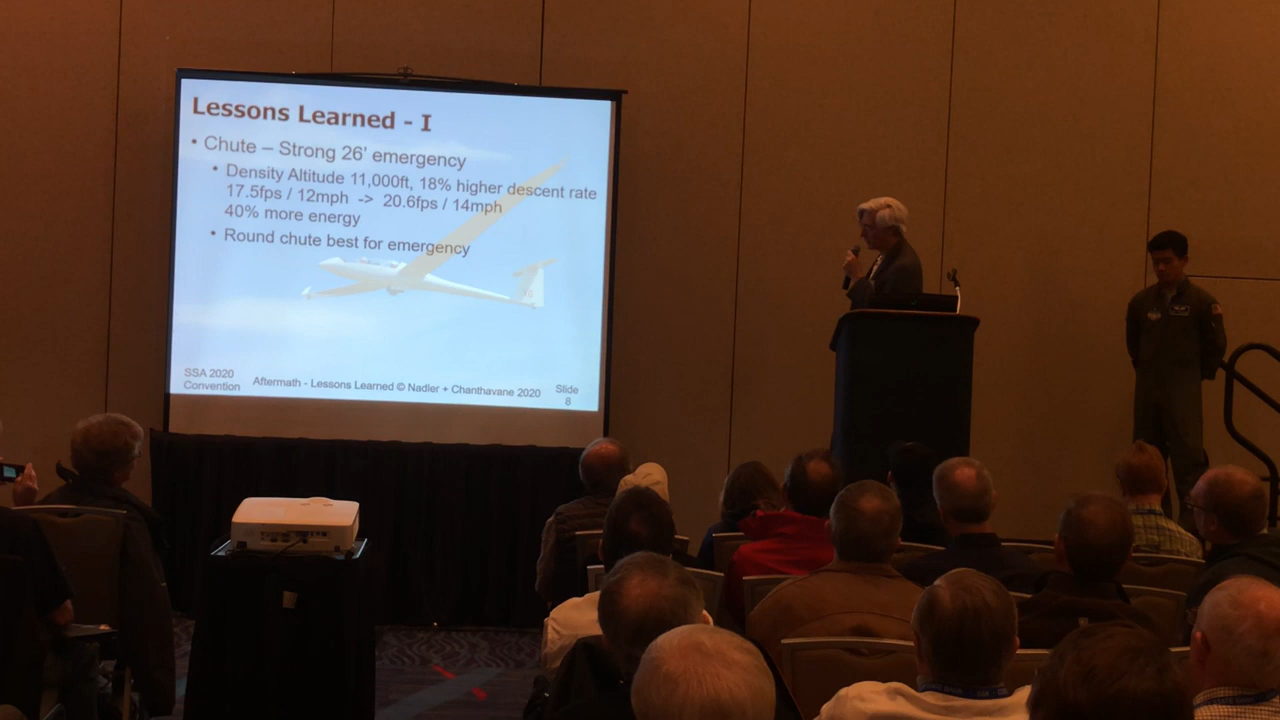 Lessons Learned - I
• Chute – Strong 26' emergency
• Density Altitude 11,000ft, 18% higher descent rate
17.5fps / 12mph -> 20.6fps / 14mph
40% more energy
• Round chute best for emergency
SSA 2020
Convention
Aftermath - Lessons Learned © Nadler + Chanthavane 2020
Slide
8